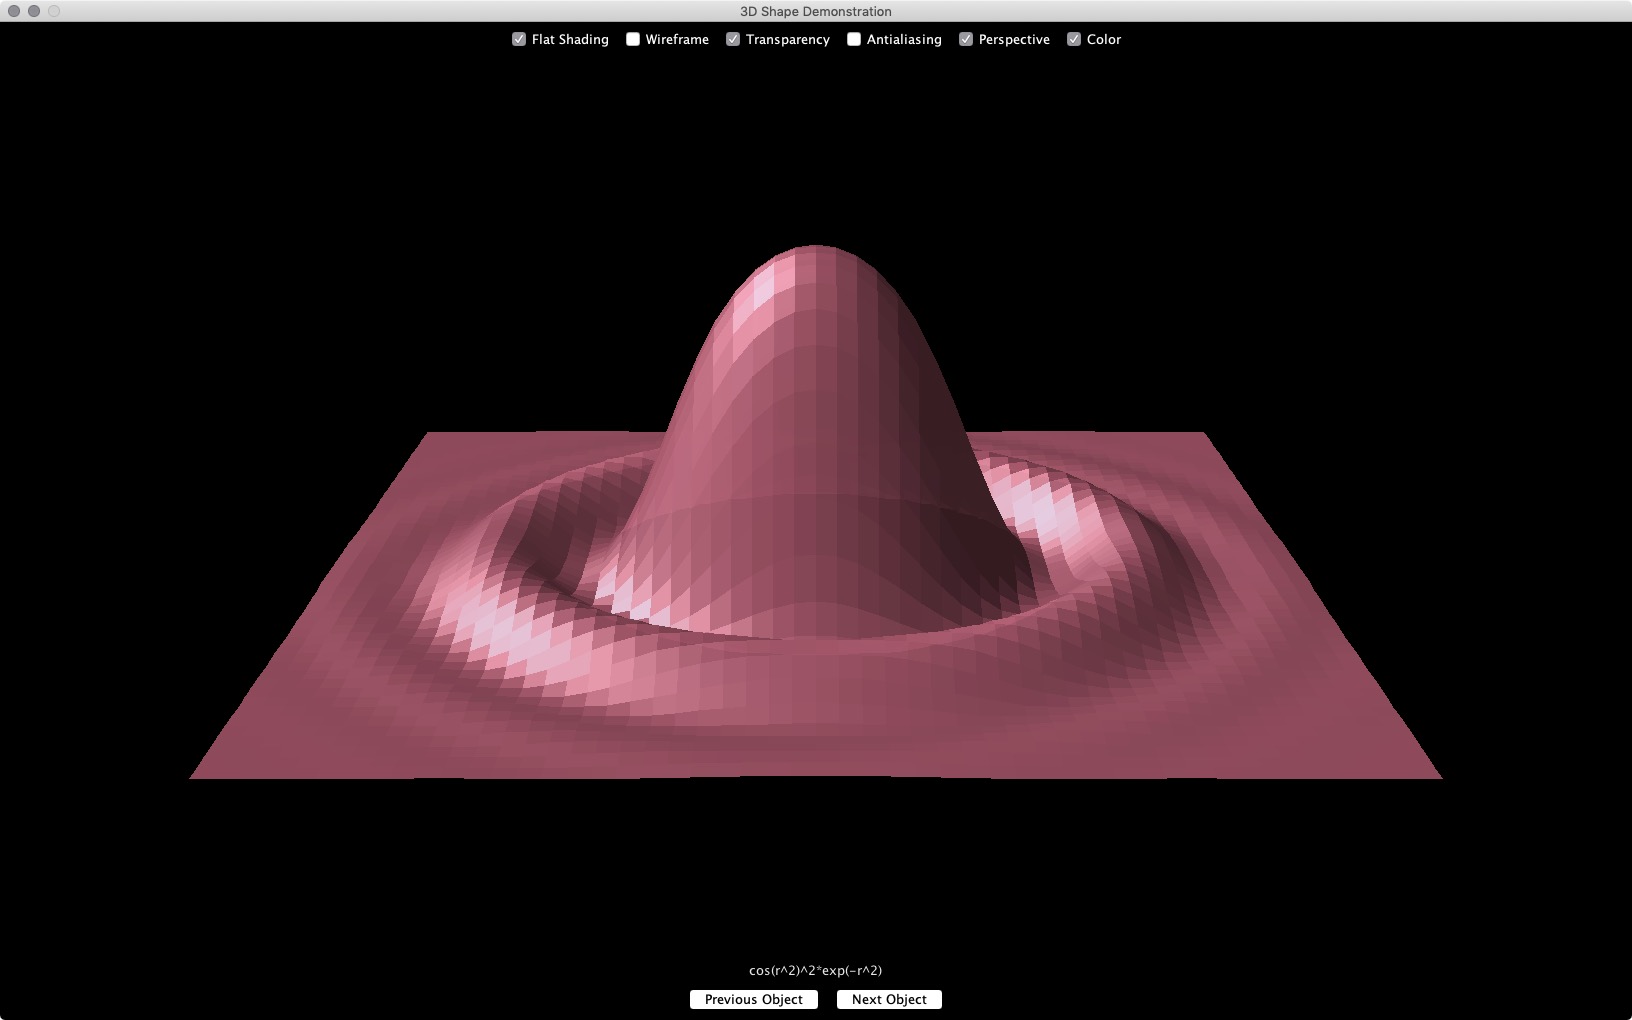 3D Shape Demonstration
Flat Shading Wireframe Transparency Antialiasing Perspective Color
cos(r^2)^2*exp(-r^2)
Previous Object Next Object